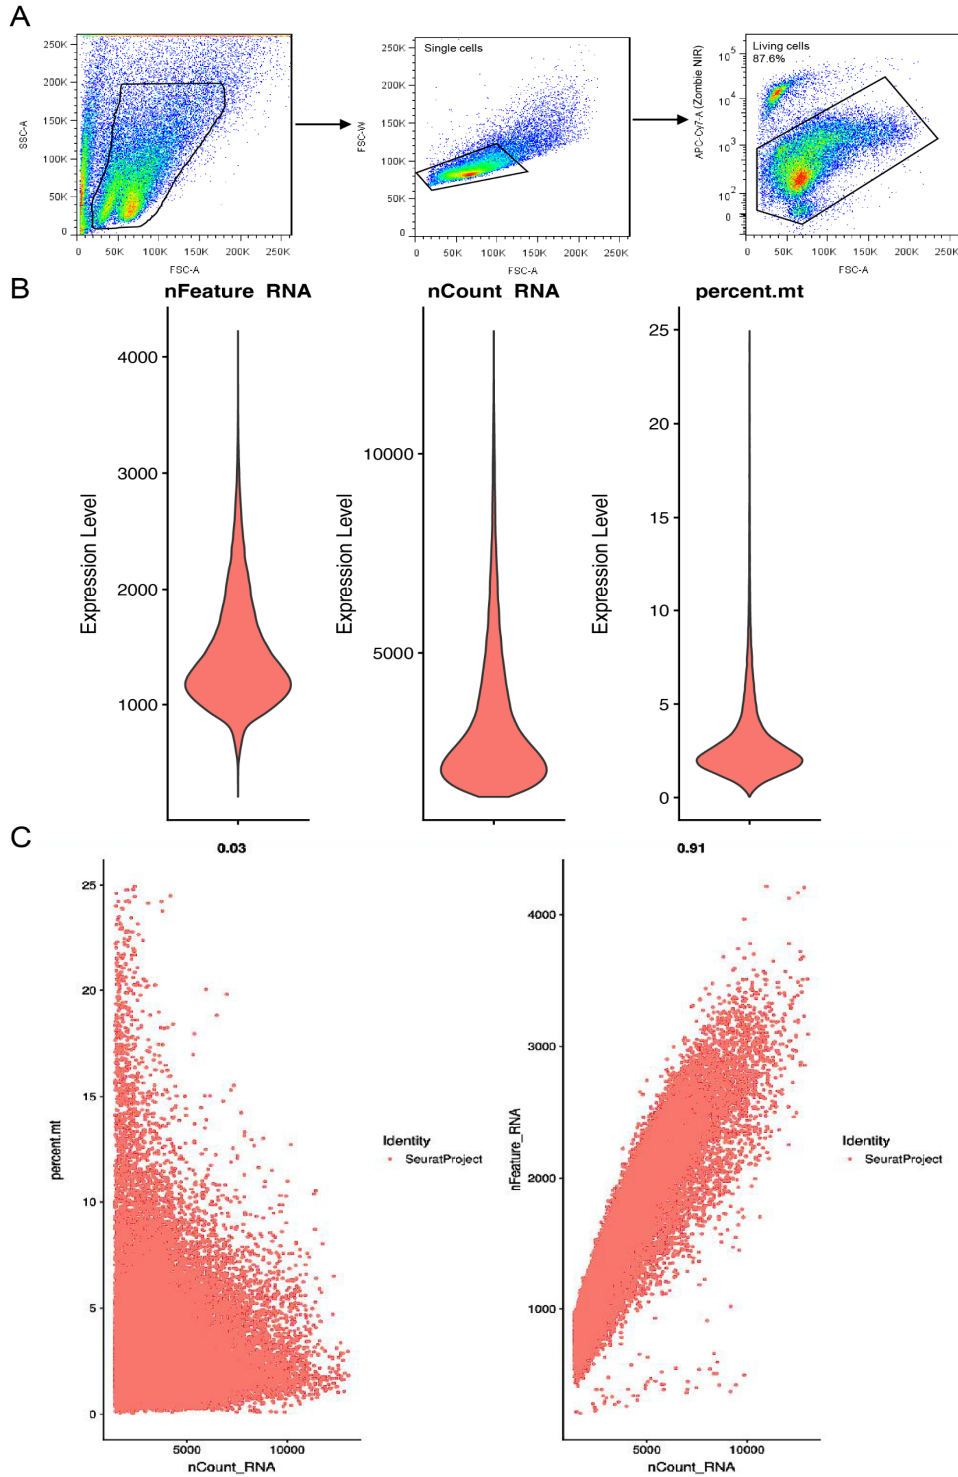 A
250K
200K
150K
100K
50K
0
SSC-A
0 50K 100K 150K 200K 250K
FSC-A
Single cells
250K
200K
150K
100K
50K
0
FSC-W
0 50K 100K 150K 200K 250K
FSC-A
Living cells
87.6%
10^5
10^4
10^3
10^2
0
APC-Cy7-A (Zombie NIR)
0 50K 100K 150K 200K 250K
FSC-A
B
nFeature_RNA
4000
3000
2000
1000
Expression Level
nCount_RNA
10000
5000
Expression Level
percent.mt
25
20
15
10
5
0
Expression Level
C
0.03
25
20
15
10
5
0
percent.mt
5000 10000
nCount_RNA
Identity
SeuratProject
0.91
4000
3000
2000
1000
nFeature_RNA
5000 10000
nCount_RNA
Identity
SeuratProject